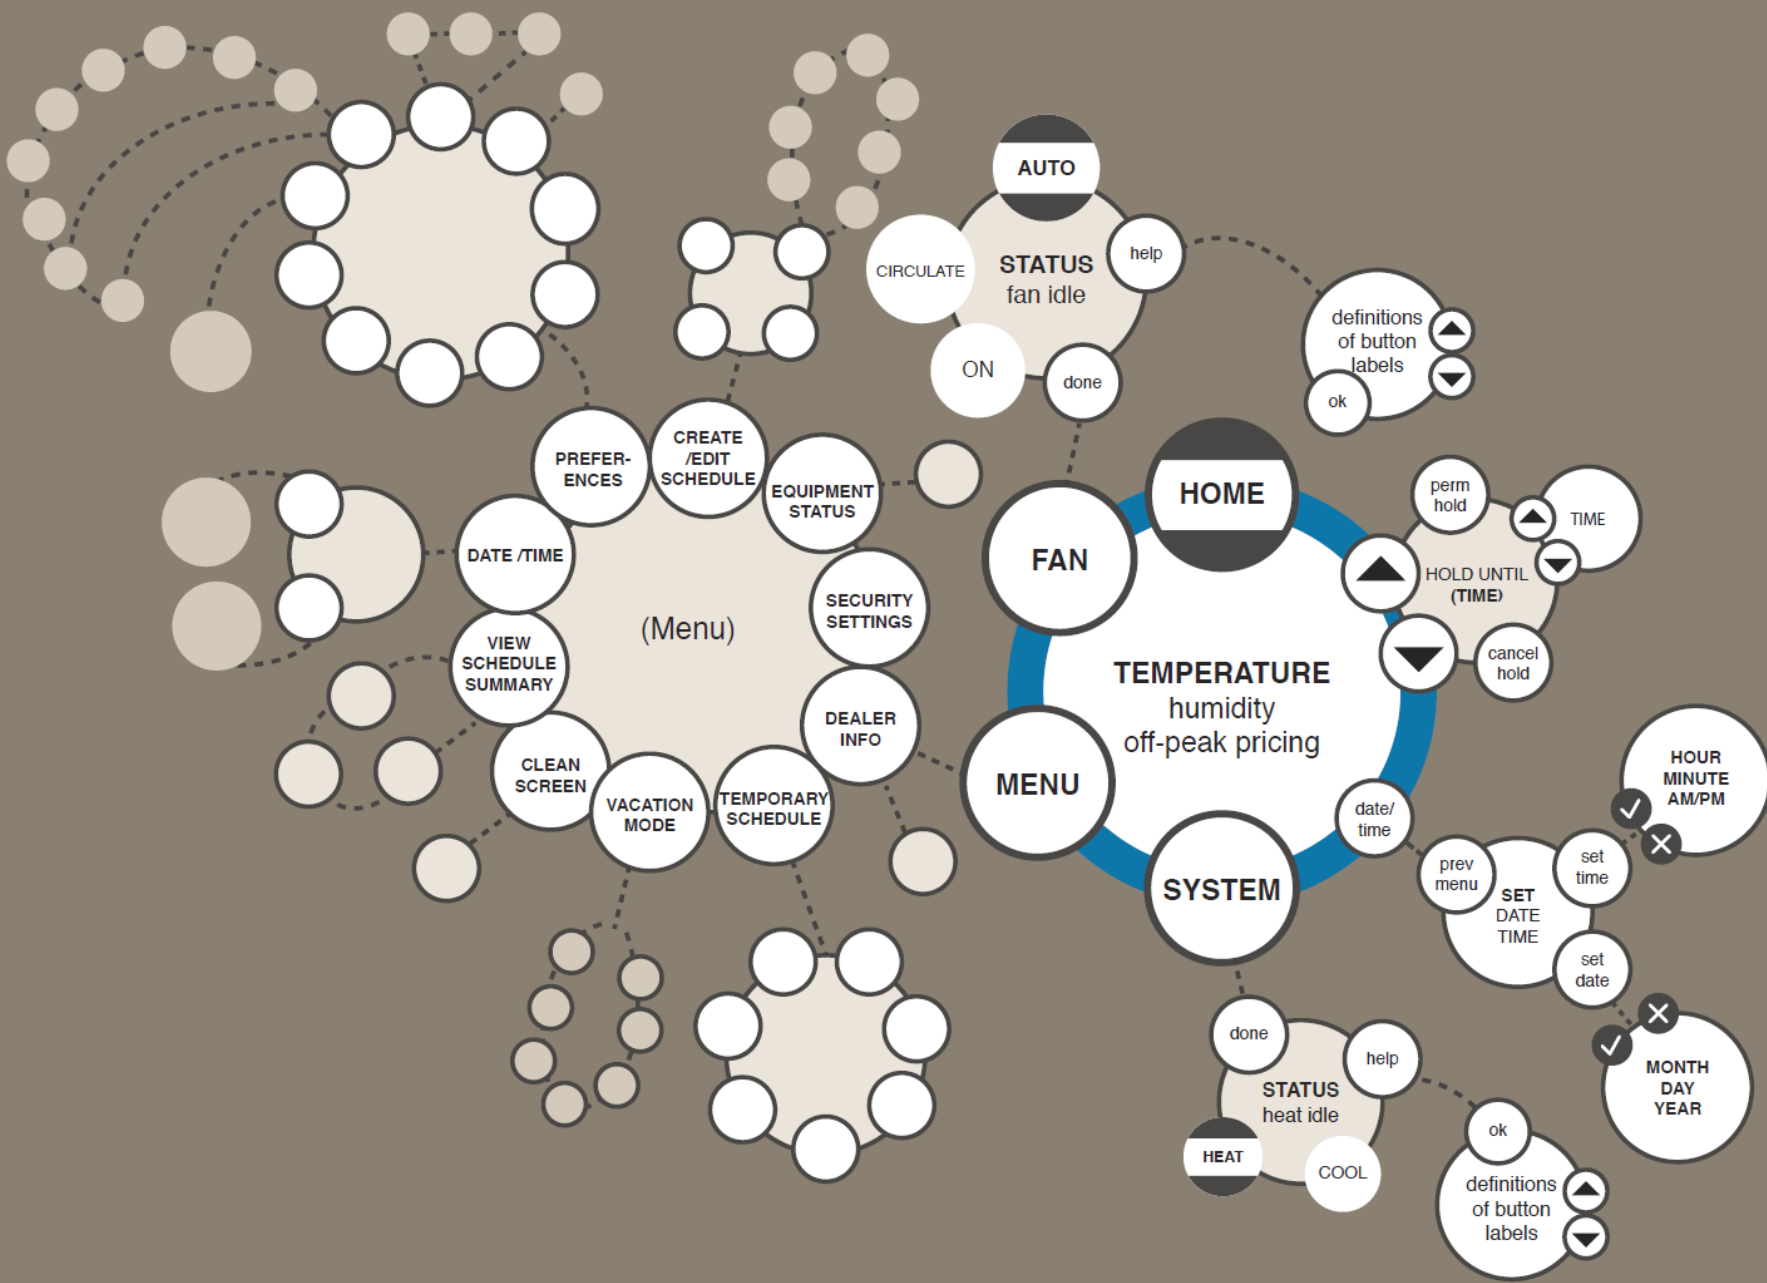 AUTO
CIRCULATE
STATUS
fan idle
help
ON
done
definitions
of button
labels
ok
PREFER-
ENCES
CREATE
/EDIT
SCHEDULE
EQUIPMENT
STATUS
DATE /TIME
SECURITY
SETTINGS
(Menu)
VIEW
SCHEDULE
SUMMARY
DEALER
INFO
CLEAN
SCREEN
VACATION
MODE
TEMPORARY
SCHEDULE
HOME
FAN
TEMPERATURE
humidity
off-peak pricing
MENU
SYSTEM
date/
time
perm
hold
TIME
HOLD UNTIL
(TIME)
cancel
hold
HOUR
MINUTE
AM/PM
prev
menu
set
time
SET
DATE
TIME
set
date
MONTH
DAY
YEAR
done
help
STATUS
heat idle
HEAT
COOL
ok
definitions
of button
labels